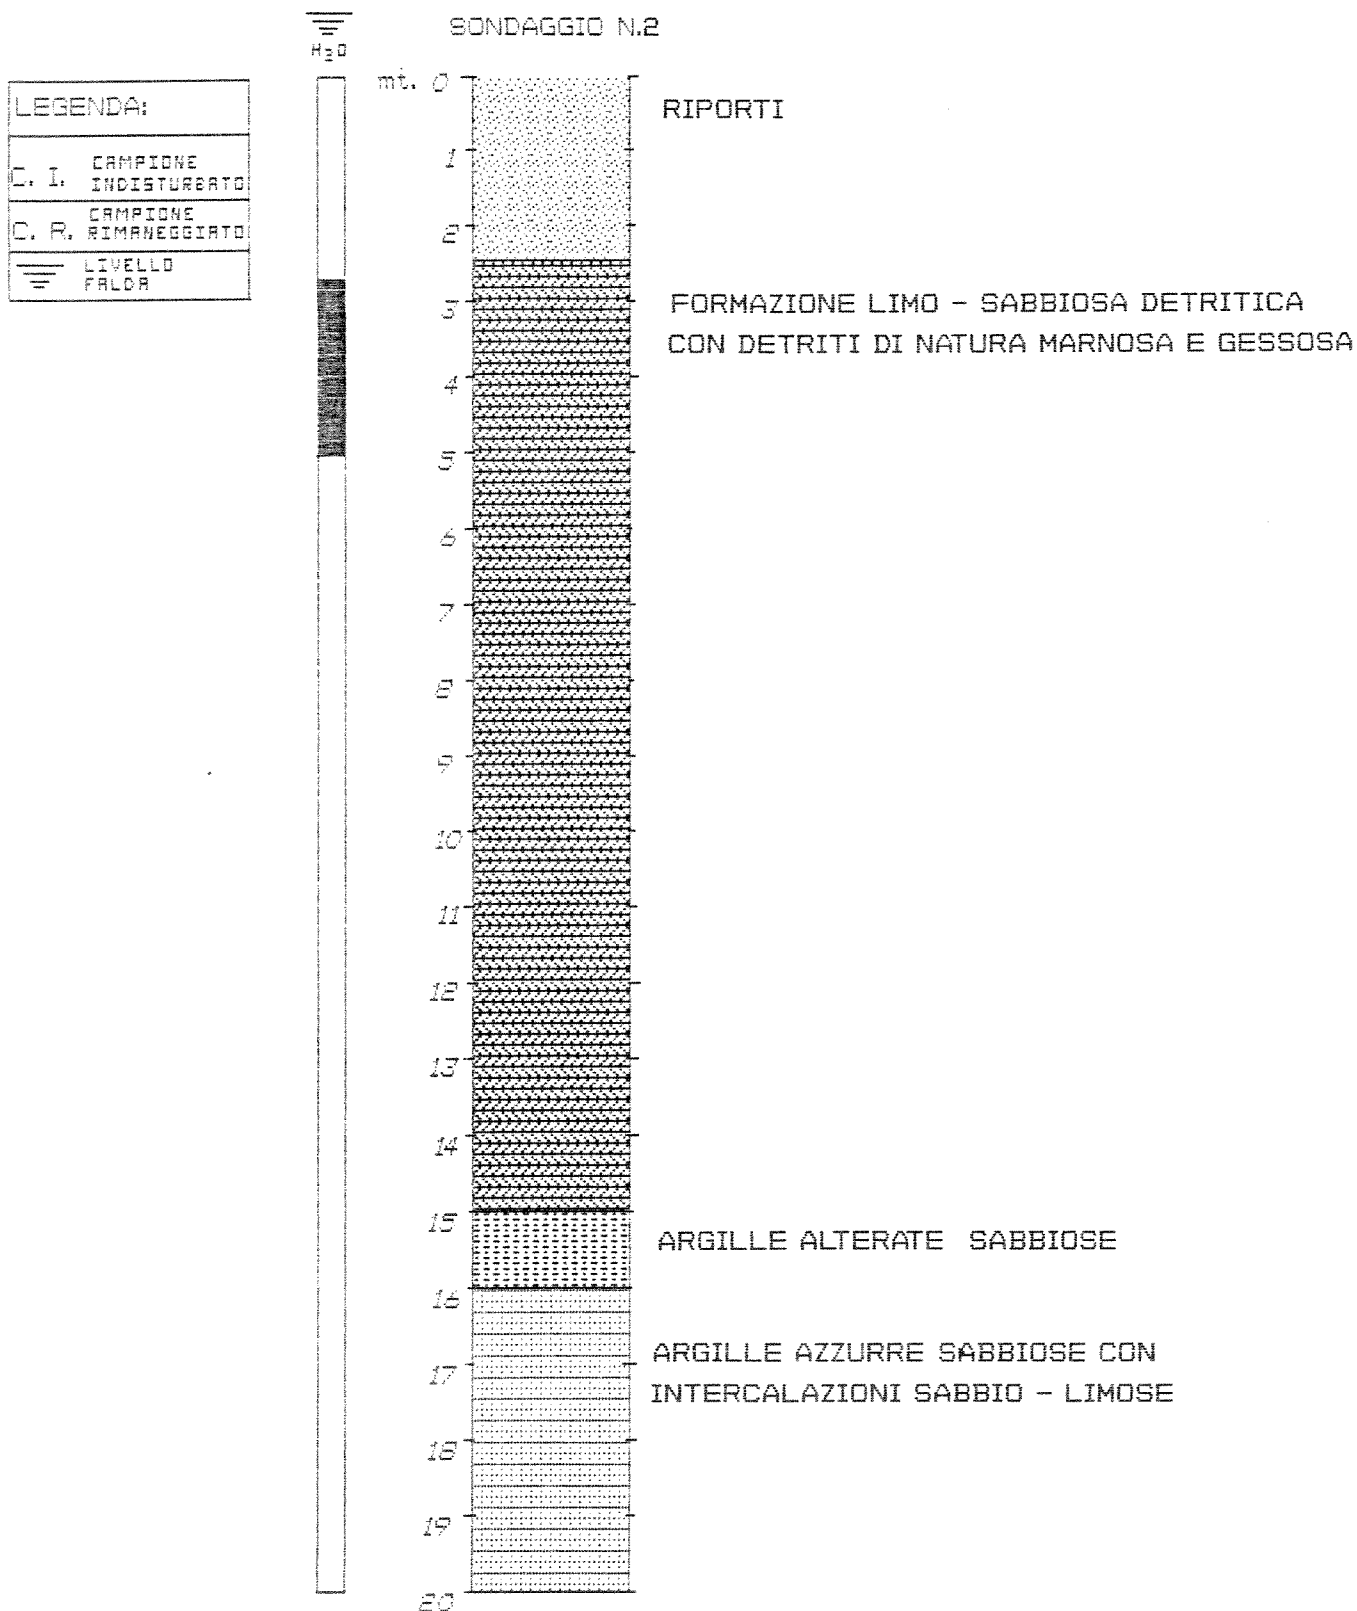 SONDAGGIO N.2
H2O
LEGENDA:
C. I. CAMPIONE
INDISTURBATO
C. R. CAMPIONE
RIMANEGGIATO
LIVELLO
FALDA
mt. 0
RIPORTI
1
2
3
FORMAZIONE LIMO - SABBIOSA DETRITICA
CON DETRITI DI NATURA MARNOSA E GESSOSA
4
5
6
7
8
9
10
11
12
13
14
15
ARGILLE ALTERATE SABBIOSE
16
ARGILLE AZZURRE SABBIOSE CON
17
INTERCALAZIONI SABBIO - LIMOSE
18
19
20